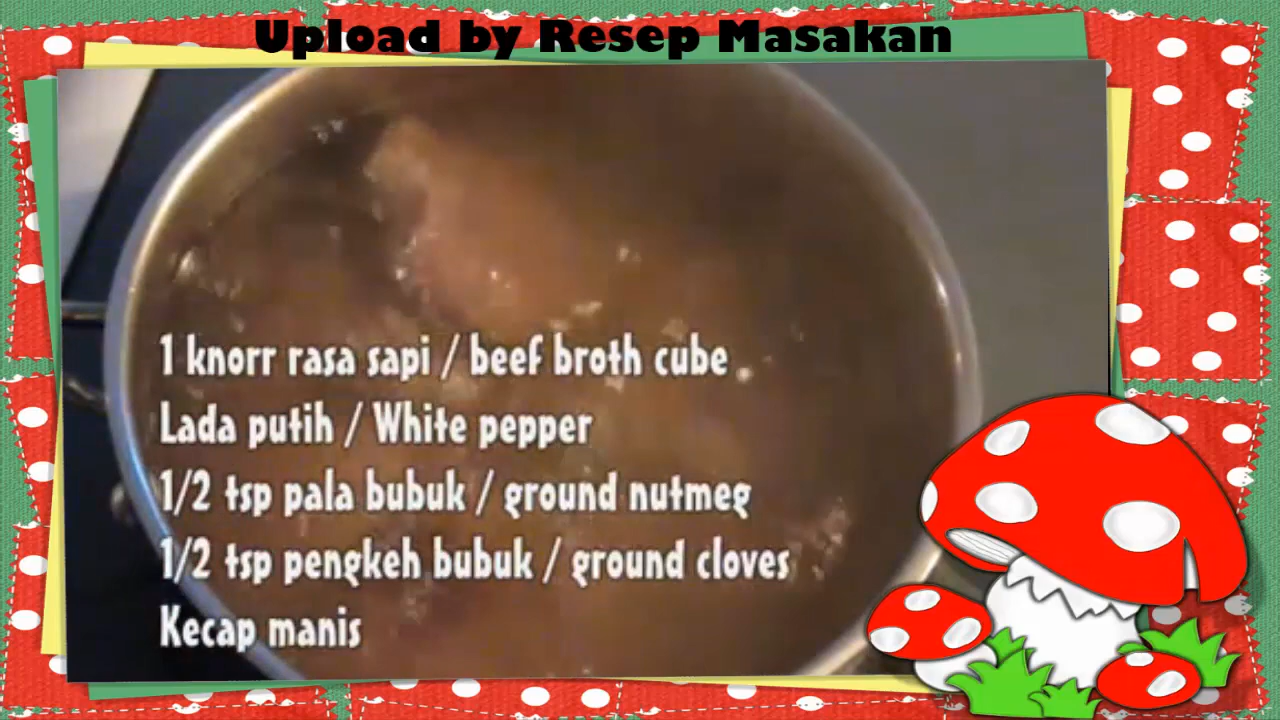 Upload by Resep Masakan
1 knorr rasa sapi / beef broth cube
Lada putih / White pepper
1/2 tsp pala bubuk / ground nutmeg
1/2 tsp pengkeh bubuk / ground cloves
Kecap manis